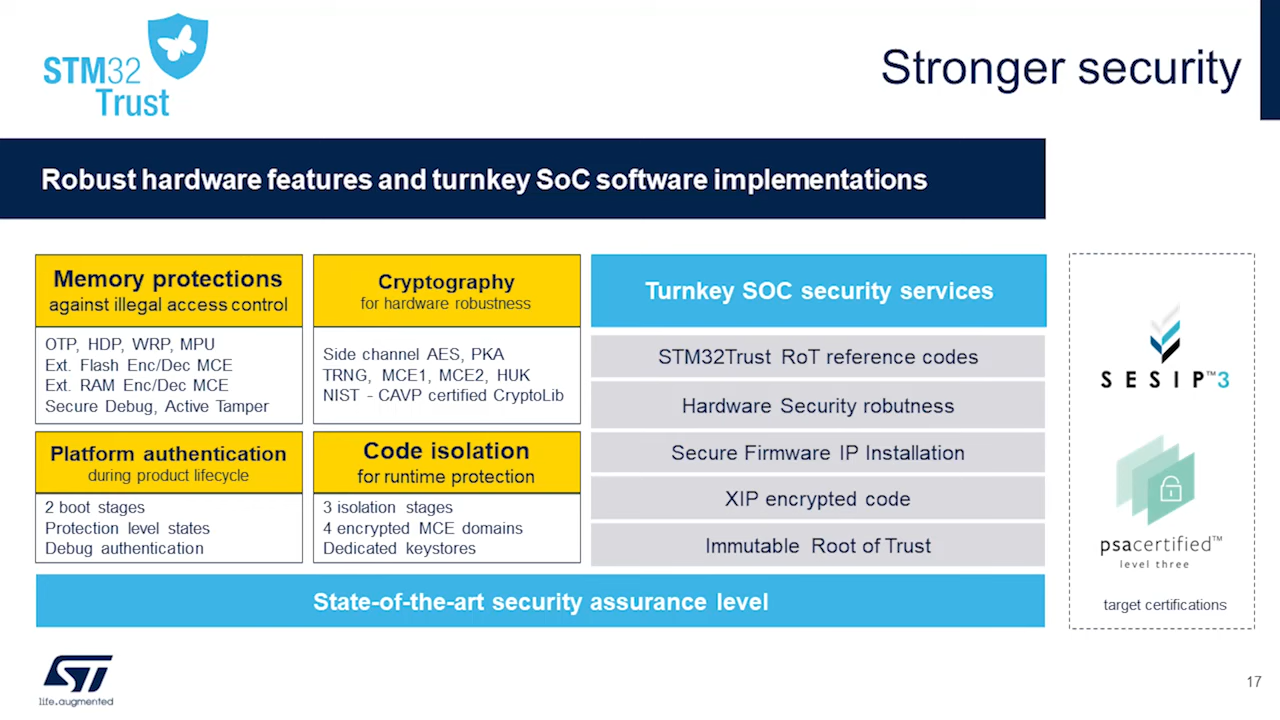 STM32
Trust
Stronger security
Robust hardware features and turnkey SoC software implementations
Memory protections
against illegal access control
OTP, HDP, WRP, MPU
Ext. Flash Enc/Dec MCE
Ext. RAM Enc/Dec MCE
Secure Debug, Active Tamper
Cryptography
for hardware robustness
Side channel AES, PKA
TRNG, MCE1, MCE2, HUK
NIST - CAVP certified CryptoLib
Platform authentication
during product lifecycle
2 boot stages
Protection level states
Debug authentication
Code isolation
for runtime protection
3 isolation stages
4 encrypted MCE domains
Dedicated keystores
Turnkey SOC security services
STM32Trust RoT reference codes
Hardware Security robutness
Secure Firmware IP Installation
XIP encrypted code
Immutable Root of Trust
State-of-the-art security assurance level
SESIP™3
psacertified™
level three
target certifications
ST
life.augmented
17